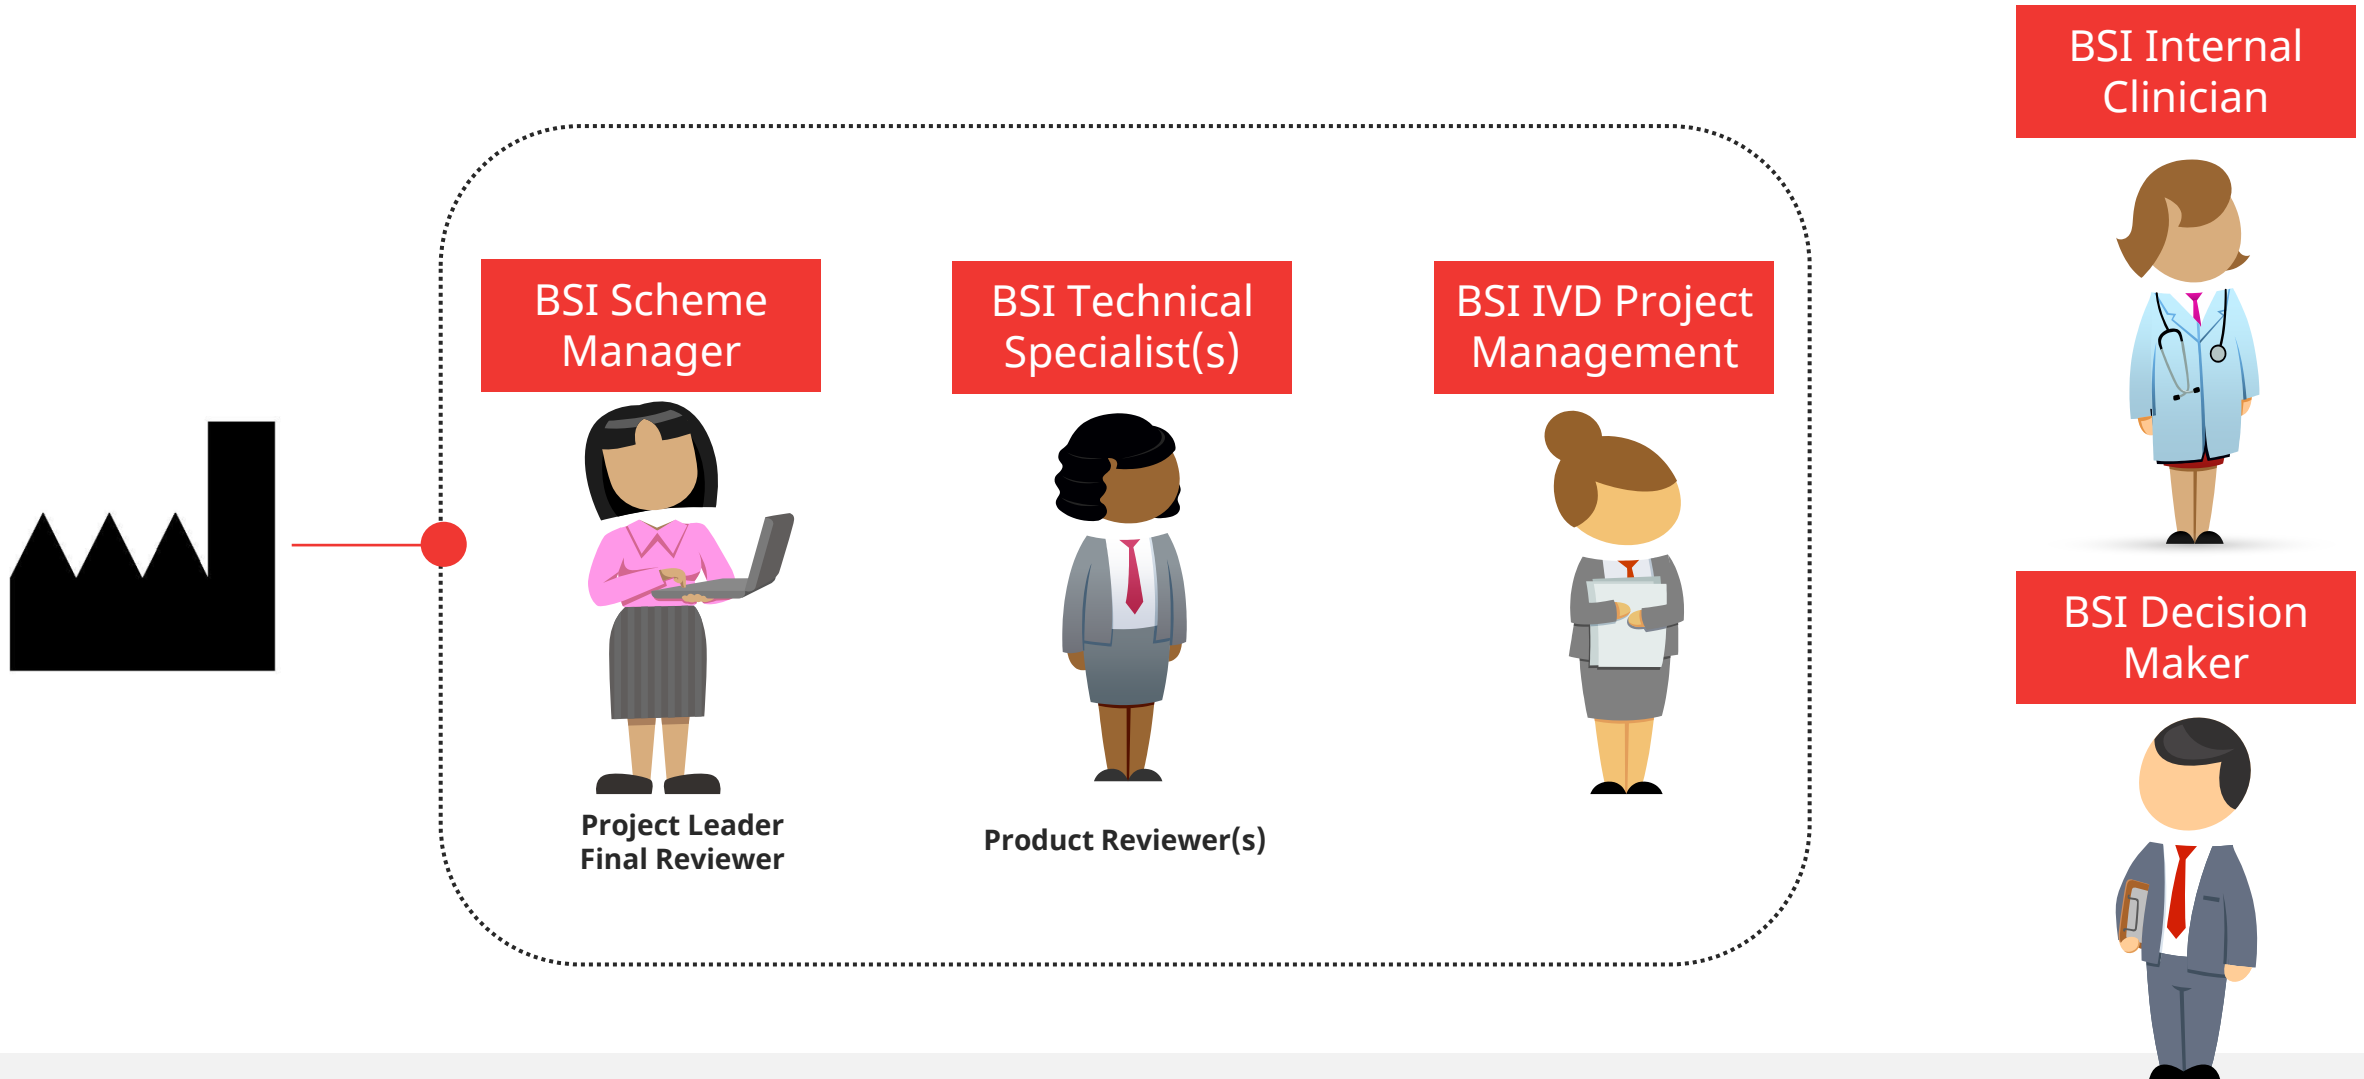 BSI Internal
Clinician
BSI Scheme
Manager
BSI Technical
Specialist(s)
BSI IVD Project
Management
BSI Decision
Maker
Project Leader
Final Reviewer
Product Reviewer(s)